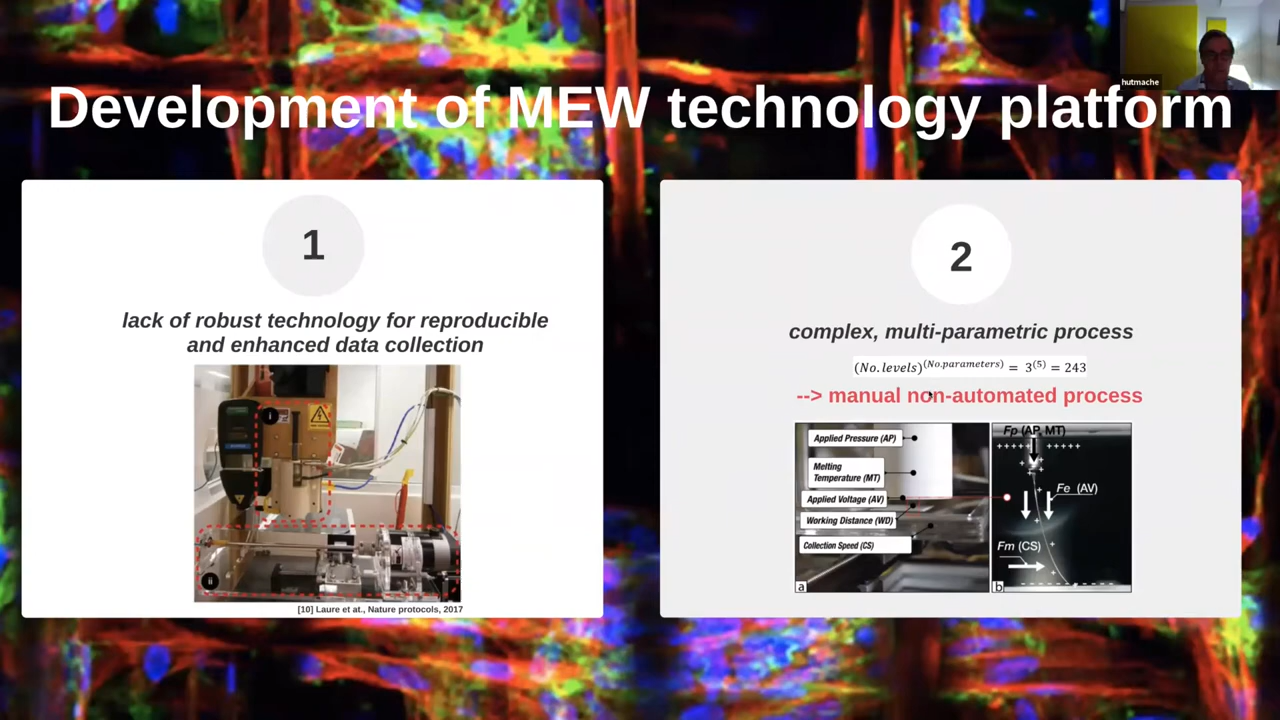 hutmache
Development of MEW technology platform
1
lack of robust technology for reproducible
and enhanced data collection
i
ii
[10] Laure et at., Nature protocols, 2017
2
complex, multi-parametric process
(No. levels)^(No.parameters) = 3^(5) = 243
--> manual non-automated process
Applied Pressure (AP)
Melting
Temperature (MT)
Applied Voltage (AV)
Working Distance (WD)
Collection Speed (CS)
a
Fp (AP, MT)
+++++ +++++
Fe (AV)
Fm (CS)
b